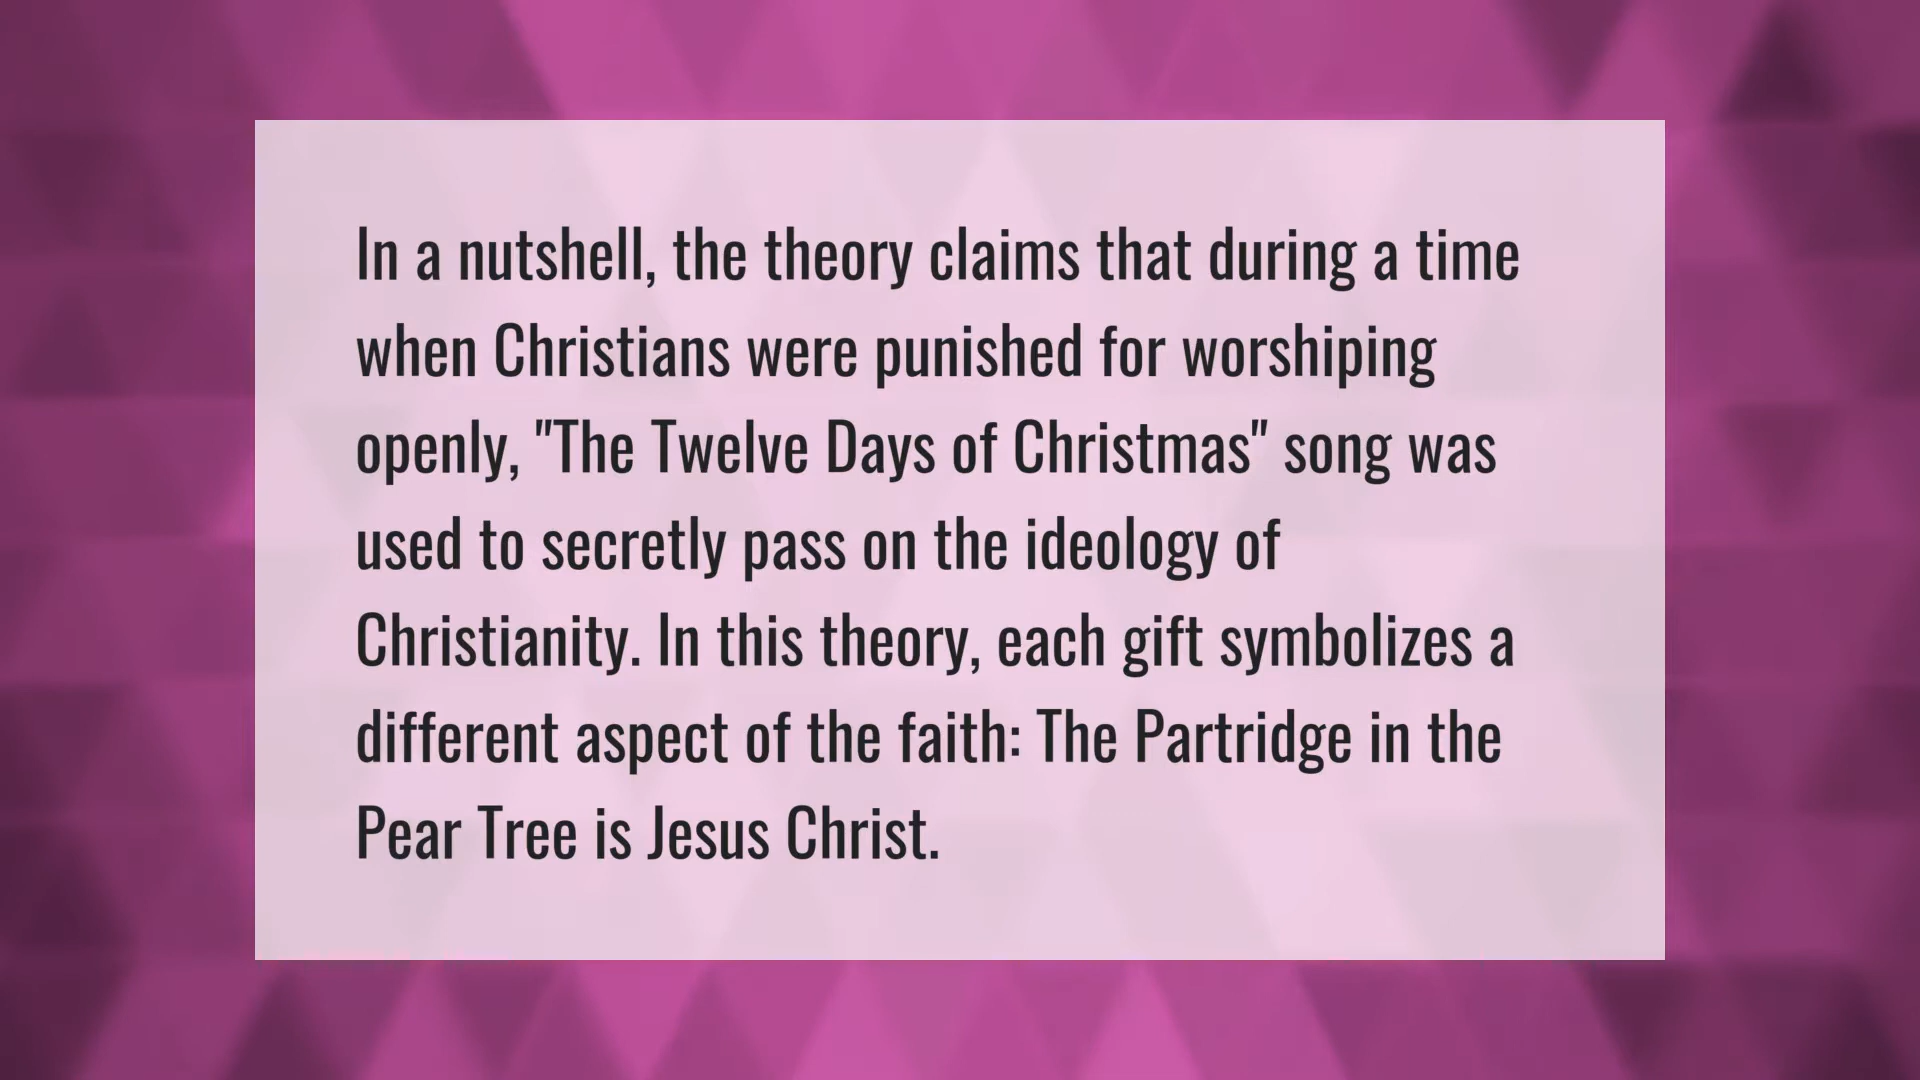 In a nutshell, the theory claims that during a time
when Christians were punished for worshiping
openly, "The Twelve Days of Christmas" song was
used to secretly pass on the ideology of
Christianity. In this theory, each gift symbolizes a
different aspect of the faith: The Partridge in the
Pear Tree is Jesus Christ.